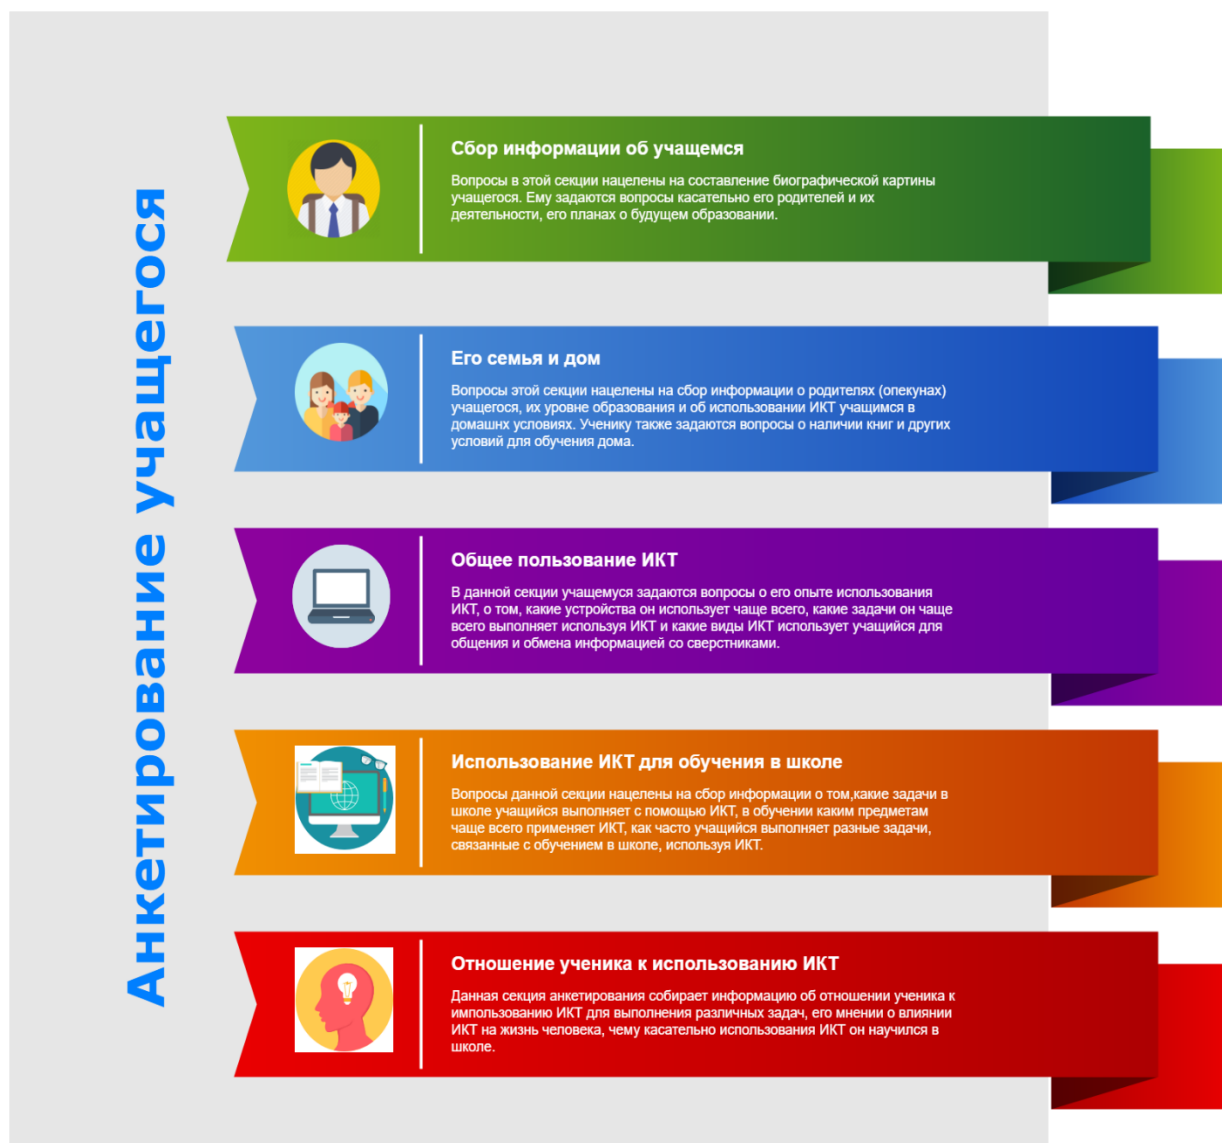 Анкетирование учащегося
Сбор информации об учащемся
Вопросы в этой секции нацелены на составление биографической картины
учащегося. Ему задаются вопросы касательно его родителей и их
деятельности, его планах о будущем образовании.
Его семья и дом
Вопросы этой секции нацелены на сбор информации о родителях (опекунах)
учащегося, их уровне образования и об использовании ИКТ учащимся в
домашнх условиях. Ученику также задаются вопросы о наличии книг и других
условий для обучения дома.
Общее пользование ИКТ
В данной секции учащемуся задаются вопросы о его опыте использования
ИКТ, о том, какие устройства он использует чаще всего, какие задачи он чаще
всего выполняет используя ИКТ и какие виды ИКТ использует учащийся для
общения и обмена информацией со сверстниками.
Использование ИКТ для обучения в школе
Вопросы данной секции нацелены на сбор информации о том,какие задачи в
школе учащийся выполняет с помощью ИКТ, в обучении каким предметам
чаще всего применяет ИКТ, как часто учащийся выполняет разные задачи,
связанные с обучением в школе, используя ИКТ.
Отношение ученика к использованию ИКТ
Данная секция анкетирования собирает информацию об отношении ученика к
импользованию ИКТ для выполнения различных задач, его мнении о влиянии
ИКТ на жизнь человека, чему касательно использования ИКТ он научился в
школе.